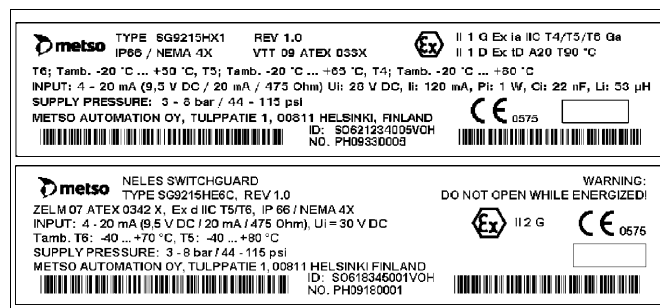 metso TYPE SG9215HX1 REV 1.0 Ex II 1 G Ex ia IIC T4/T5/T6 Ga
IP66 / NEMA 4X VTT 09 ATEX 033X II 1 D Ex tD A20 T90 °C
T6; Tamb. -20 °C ... +50 °C, T5; Tamb. -20 °C ... +65 °C, T4; Tamb. -20 °C ... +80 °C
INPUT: 4 - 20 mA (9,5 V DC / 20 mA / 475 Ohm) Ui: 28 V DC, Ii: 120 mA, Pi: 1 W, Ci: 22 nF, Li: 53 µH
SUPPLY PRESSURE: 3 - 8 bar / 44 - 115 psi
METSO AUTOMATION OY, TULPPATIE 1, 00811 HELSINKI, FINLAND CE 0575
ID: SO621234005VOH
NO. PH09330005
metso NELES SWITCHGUARD WARNING:
TYPE SG9215HE6C, REV 1.0 DO NOT OPEN WHILE ENERGIZED!
ZELM 07 ATEX 0342 X, Ex d IIC T5/T6, IP 66 / NEMA 4X
INPUT: 4 - 20 mA (9,5 V DC / 20 mA / 475 Ohm), Ui = 30 V DC Ex II 2 G CE 0575
Tamb. T6: -40 ... +70 °C, T5: -40 ... +80 °C
SUPPLY PRESSURE: 3 - 8 bar / 44 - 115 psi
METSO AUTOMATION OY, TULPPATIE 1, 00811 HELSINKI FINLAND
ID: SO618345001VOH
NO. PH09180001